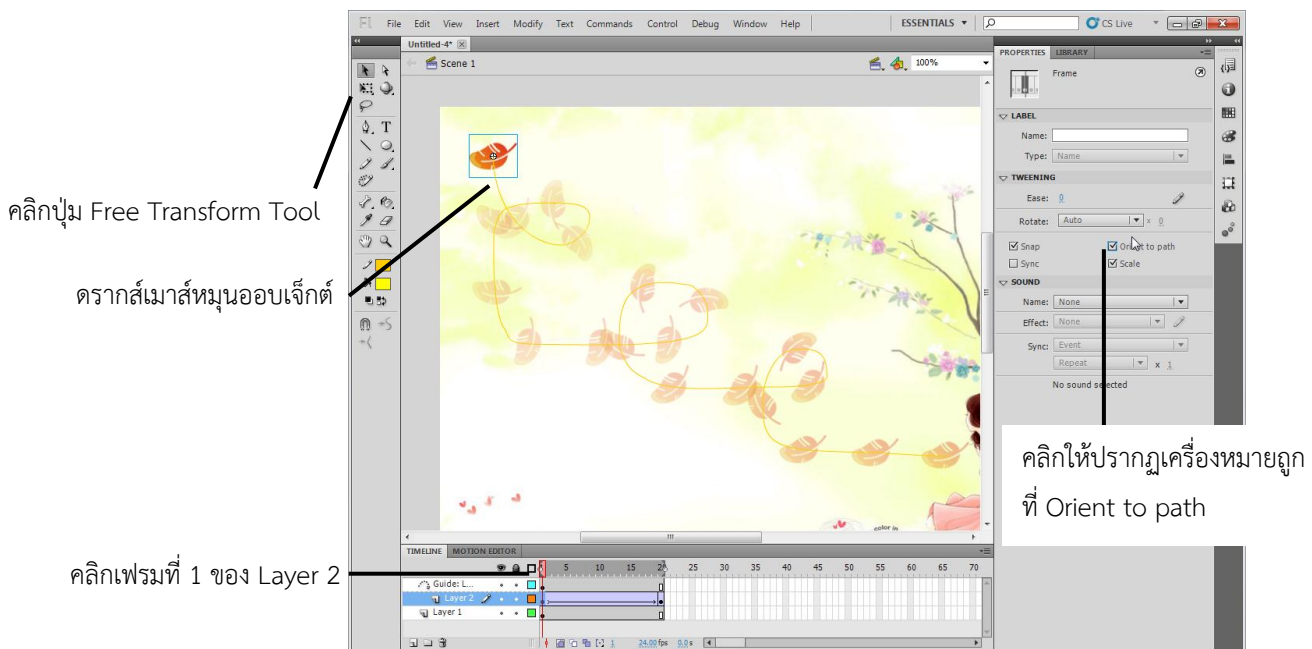 Fl File Edit View Insert Modify Text Commands Control Debug Window Help ESSENTIALS CS Live
Untitled-4*
Scene 1 100%
คลิกปุ่ม Free Transform Tool
ดรากส์เมาส์หมุนออบเจ็กต์
PROPERTIES LIBRARY
Frame
LABEL
Name:
Type: Name
TWEENING
Ease: 0
Rotate: Auto x 0
Snap Orient to path
Sync Scale
SOUND
Name: None
Effect: None
Sync: Event
Repeat x 1
No sound selected
คลิกให้ปรากฏเครื่องหมายถูก
ที่ Orient to path
color in
คลิกเฟรมที่ 1 ของ Layer 2
TIMELINE MOTION EDITOR
5 10 15 20 25 30 35 40 45 50 55 60 65 70
Guide: L...
Layer 2
Layer 1
1 24.00 fps 0.0 s